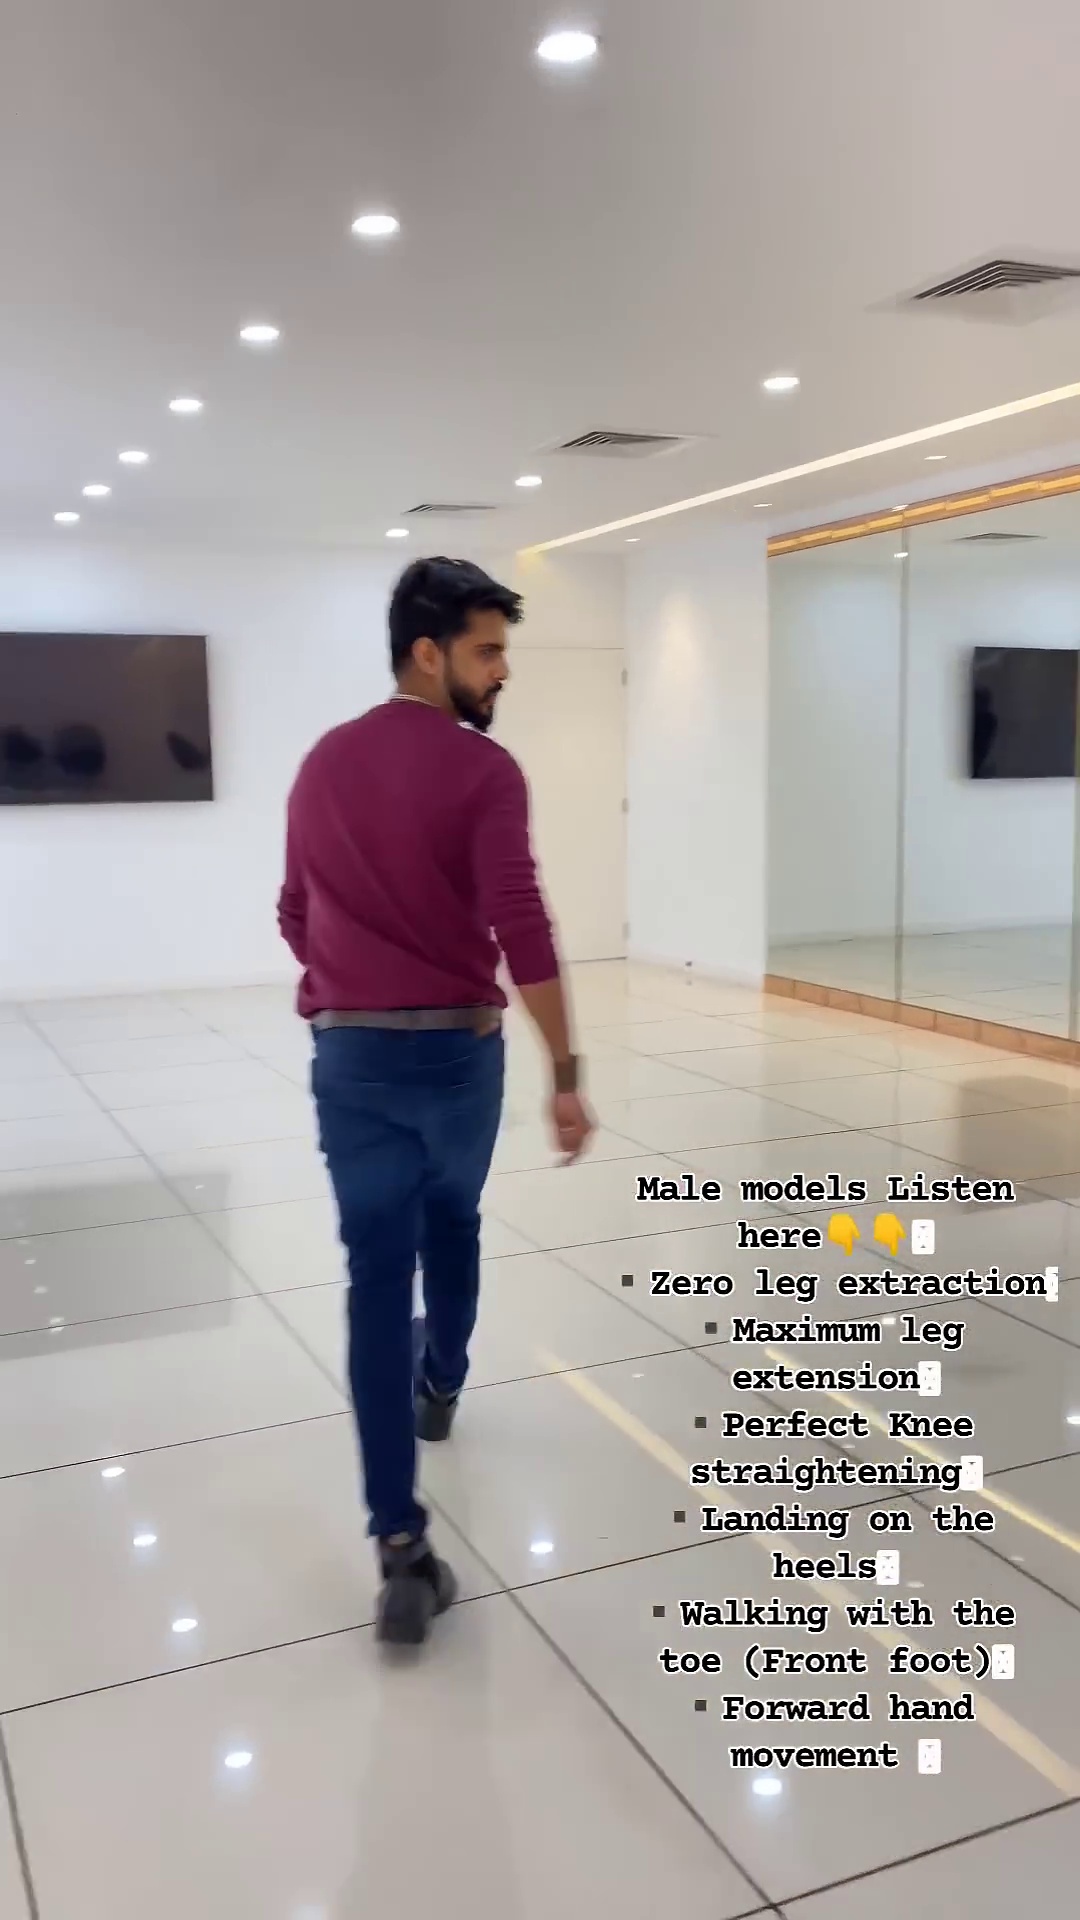 Male models Listen
here👇👇
▪ Zero leg extraction
▪ Maximum leg
extension
▪ Perfect Knee
straightening
▪ Landing on the
heels
▪ Walking with the
toe (Front foot)
▪ Forward hand
movement